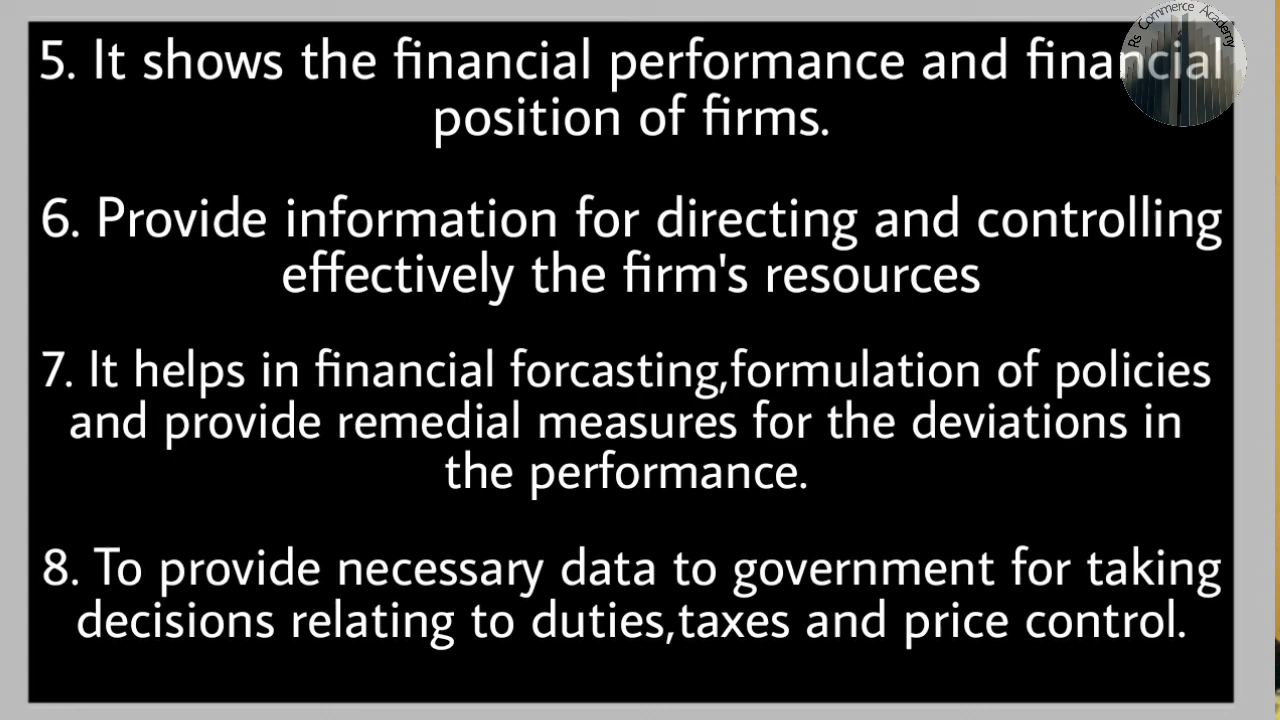 Rs Commerce Academy
5. It shows the financial performance and financial
position of firms.
6. Provide information for directing and controlling
effectively the firm's resources
7. It helps in financial forcasting,formulation of policies
and provide remedial measures for the deviations in
the performance.
8. To provide necessary data to government for taking
decisions relating to duties,taxes and price control.